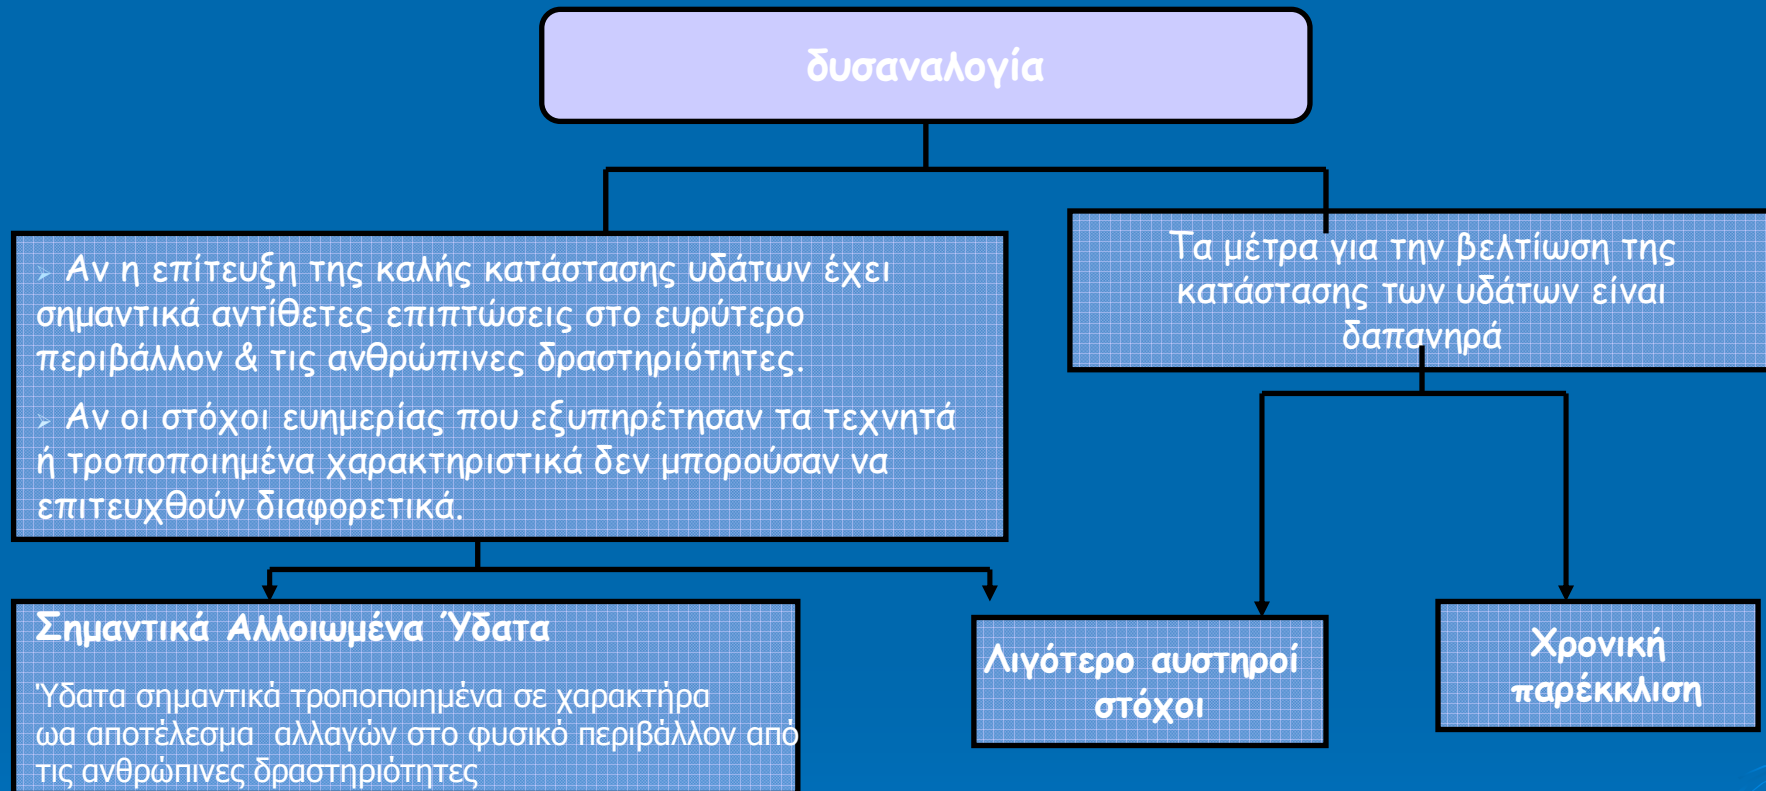 δυσαναλογία
➢ Αν η επίτευξη της καλής κατάστασης υδάτων έχει
σημαντικά αντίθετες επιπτώσεις στο ευρύτερο
περιβάλλον & τις ανθρώπινες δραστηριότητες.
➢ Αν οι στόχοι ευημερίας που εξυπηρέτησαν τα τεχνητά
ή τροποποιημένα χαρακτηριστικά δεν μπορούσαν να
επιτευχθούν διαφορετικά.
Τα μέτρα για την βελτίωση της
κατάστασης των υδάτων είναι
δαπανηρά
Σημαντικά Αλλοιωμένα Ύδατα
Ύδατα σημαντικά τροποποιημένα σε χαρακτήρα
ωα αποτέλεσμα αλλαγών στο φυσικό περιβάλλον από
τις ανθρώπινες δραστηριότητες
Λιγότερο αυστηροί
στόχοι
Χρονική
παρέκκλιση